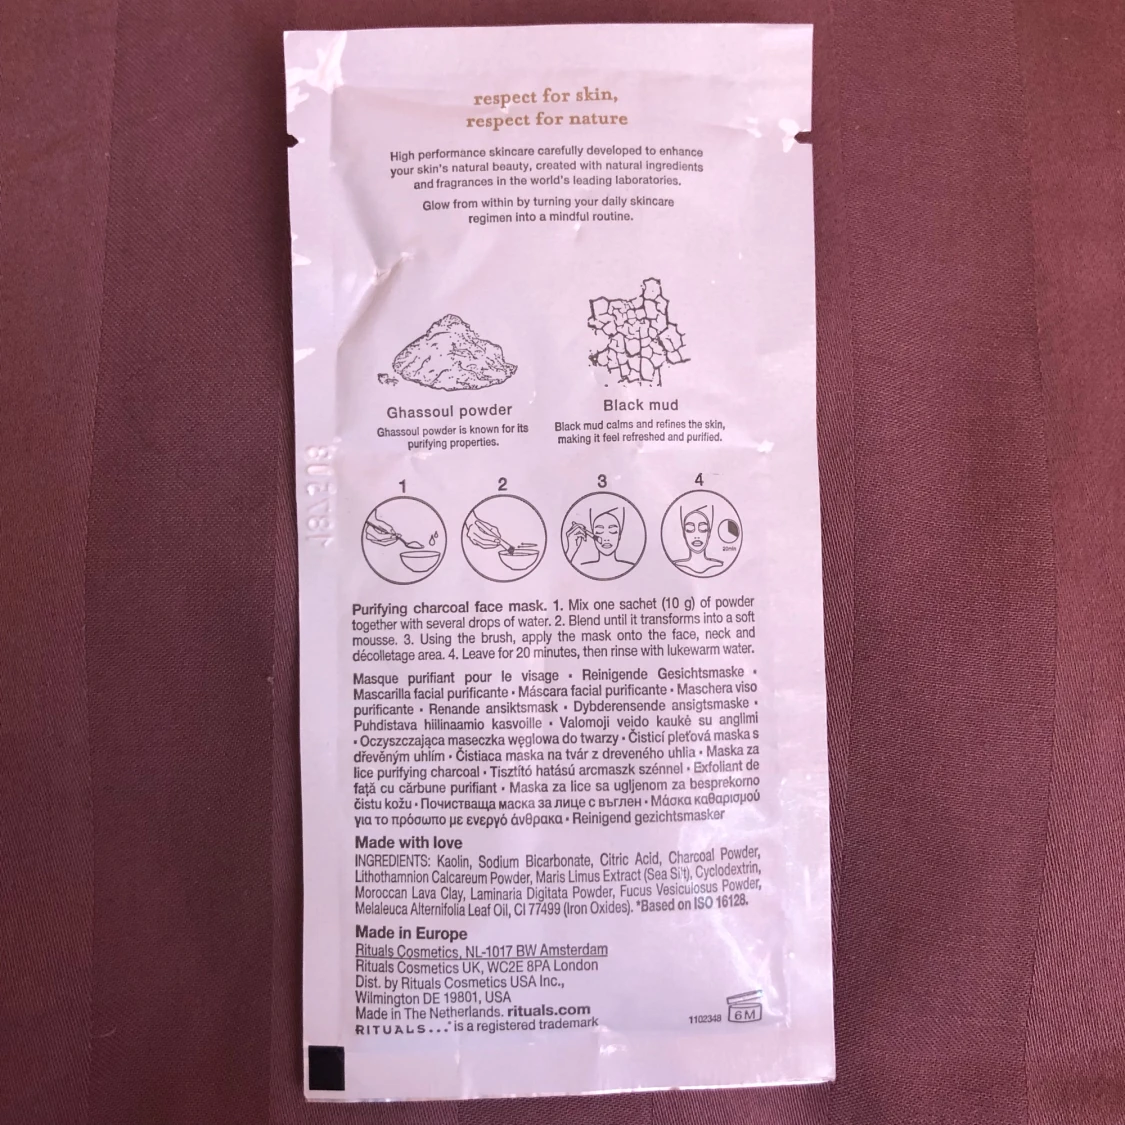 respect for skin,
respect for nature
High performance skincare carefully developed to enhance
your skin's natural beauty, created with natural ingredients
and fragrances in the world's leading laboratories.
Glow from within by turning your daily skincare
regimen into a mindful routine.
Ghassoul powder
Ghassoul powder is known for its
purifying properties.
Black mud
Black mud calms and refines the skin,
making it feel refreshed and purified.
1 2 3 4
20min
Purifying charcoal face mask. 1. Mix one sachet (10 g) of powder
together with several drops of water. 2. Blend until it transforms into a soft
mousse. 3. Using the brush, apply the mask onto the face, neck and
décolletage area. 4. Leave for 20 minutes, then rinse with lukewarm water.
Masque purifiant pour le visage • Reinigende Gesichtsmaske •
Mascarilla facial purificante • Máscara facial purificante • Maschera viso
purificante • Renande ansiktsmask • Dybderensende ansigtsmaske •
Puhdistava hiilinaamio kasvoille • Valomoji veido kaukė su anglimi
• Oczyszczająca maseczka węglowa do twarzy • Čisticí pleťová maska s
dřevěným uhlím • Čistiaca maska na tvár z dreveného uhlia • Maska za
lice purifying charcoal • Tisztító hatású arcmaszk szénnel • Exfoliant de
față cu cărbune purifiant • Maska za lice sa ugljenom za besprekorno
čistu kožu • Почистваща маска за лице с въглен • Μάσκα καθαρισμού
για το πρόσωπο με ενεργό άνθρακα • Reinigend gezichtsmasker
Made with love
INGREDIENTS: Kaolin, Sodium Bicarbonate, Citric Acid, Charcoal Powder,
Lithothamnion Calcareum Powder, Maris Limus Extract (Sea Silt), Cyclodextrin,
Moroccan Lava Clay, Laminaria Digitata Powder, Fucus Vesiculosus Powder,
Melaleuca Alternifolia Leaf Oil, CI 77499 (Iron Oxides). *Based on ISO 16128.
Made in Europe
Rituals Cosmetics, NL-1017 BW Amsterdam
Rituals Cosmetics UK, WC2E 8PA London
Dist. by Rituals Cosmetics USA Inc.,
Wilmington DE 19801, USA
Made in The Netherlands. rituals.com
RITUALS...® is a registered trademark
1102348 6M